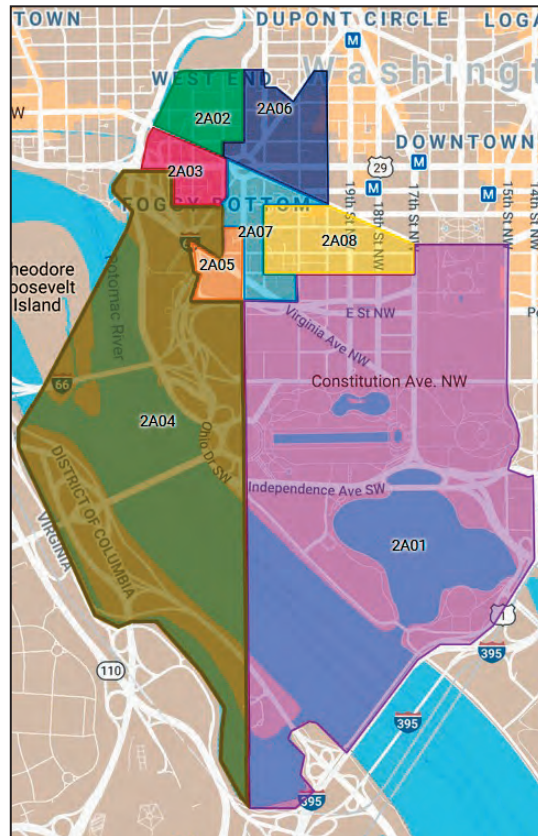 TOWN
DUPONT CIRCLE
LOGA
M
WEST END
Washingt
2A06
2A02
W
DOWNTOWN
29
M
2A03
M
M
FOGGY BOTTOM
19th St NW
18th St NW
17th St NW
15th St NW
14th St NW
2A07
2A08
2A05
heodore
oosevelt
Island
Potomac River
E St NW
Virginia Ave NW
Constitution Ave. NW
66
2A04
Ohio Dr SW
DISTRICT OF COLUMBIA
VIRGINIA
Independence Ave SW
2A01
1
110
395
395
395